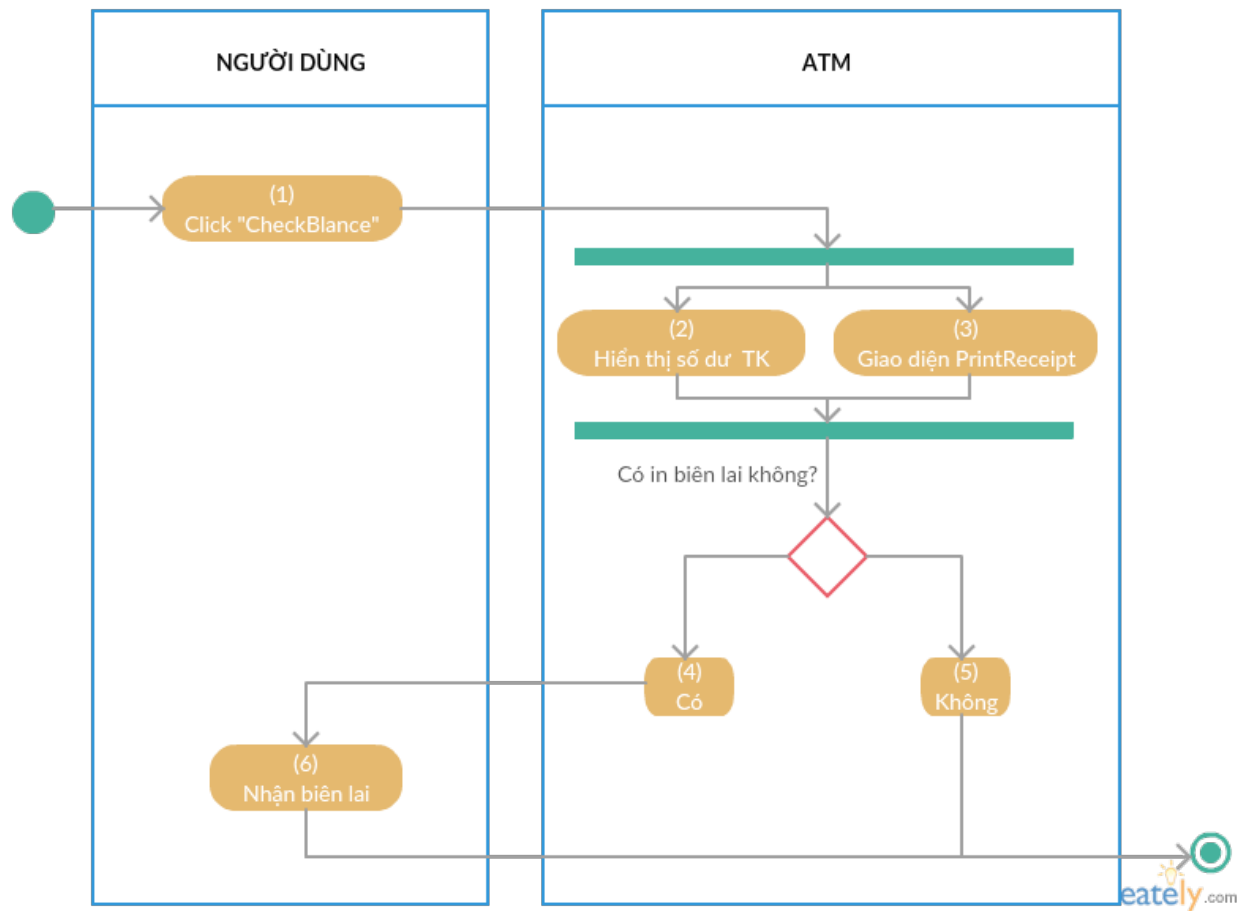 NGƯỜI DÙNG
ATM
(1)
Click "CheckBlance"
(2)
Hiển thị số dư TK
(3)
Giao diện PrintReceipt
Có in biên lai không?
(4)
Có
(5)
Không
(6)
Nhận biên lai
eately.com